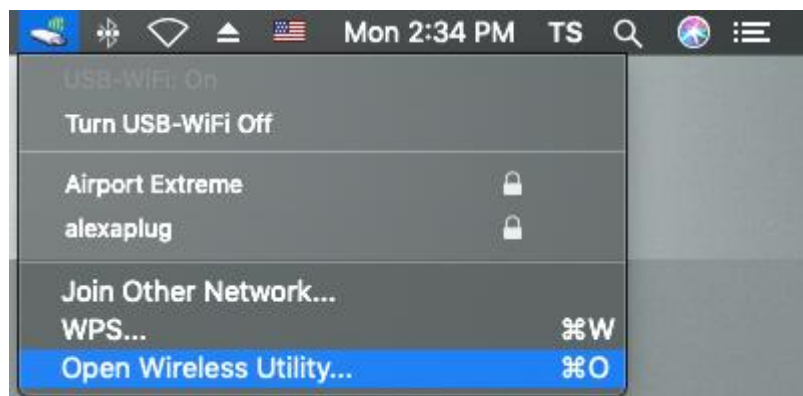 Mon 2:34 PM TS
USB-WiFi: On
Turn USB-WiFi Off
Airport Extreme
alexaplug
Join Other Network...
WPS... ⌘W
Open Wireless Utility... ⌘O